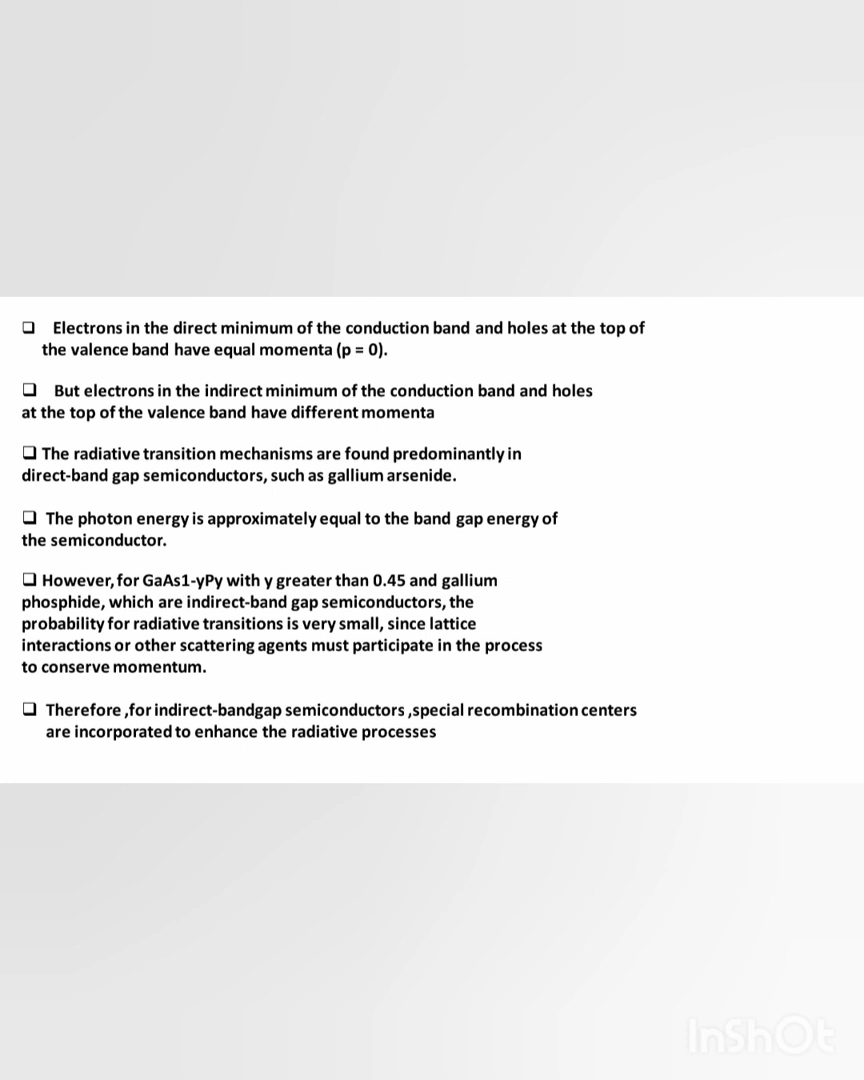 ❑ Electrons in the direct minimum of the conduction band and holes at the top of
the valence band have equal momenta (p = 0).
❑ But electrons in the indirect minimum of the conduction band and holes
at the top of the valence band have different momenta
❑ The radiative transition mechanisms are found predominantly in
direct-band gap semiconductors, such as gallium arsenide.
❑ The photon energy is approximately equal to the band gap energy of
the semiconductor.
❑ However, for GaAs1-yPy with y greater than 0.45 and gallium
phosphide, which are indirect-band gap semiconductors, the
probability for radiative transitions is very small, since lattice
interactions or other scattering agents must participate in the process
to conserve momentum.
❑ Therefore ,for indirect-bandgap semiconductors ,special recombination centers
are incorporated to enhance the radiative processes
InShOt